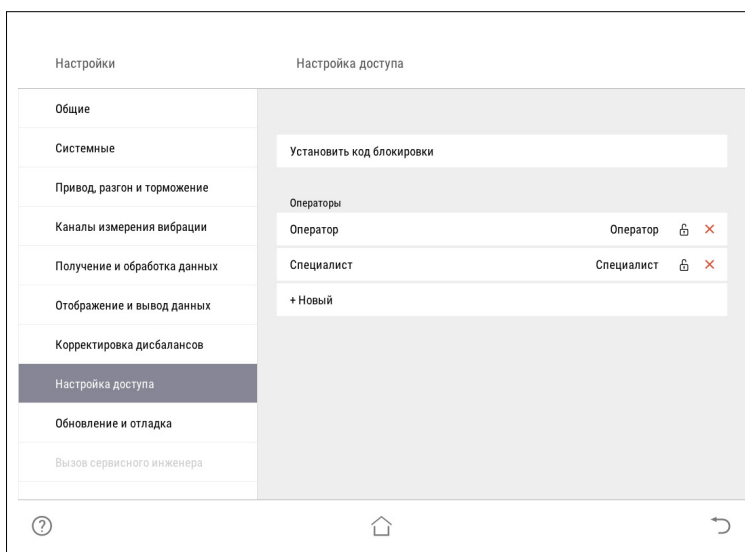 Настройки
Настройка доступа
Общие
Системные
Привод, разгон и торможение
Каналы измерения вибрации
Получение и обработка данных
Отображение и вывод данных
Корректировка дисбалансов
Настройка доступа
Обновление и отладка
Вызов сервисного инженера
Установить код блокировки
Операторы
Оператор Оператор
Специалист Специалист
+ Новый
?